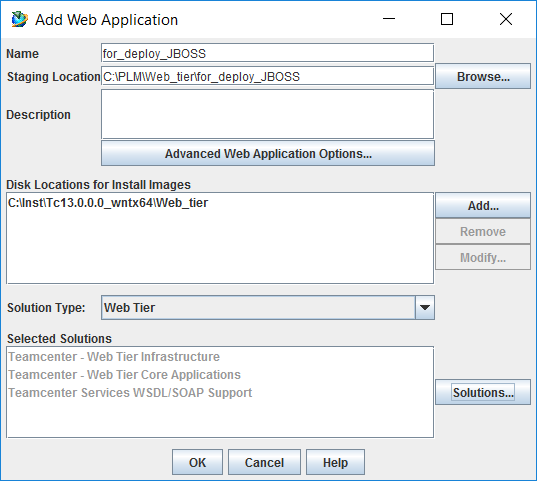 Add Web Application
Name for_deploy_JBOSS
Staging Location C:\PLM\Web_tier\for_deploy_JBOSS Browse...
Description
Advanced Web Application Options...
Disk Locations for Install Images
C:\Inst\Tc13.0.0.0_wntx64\Web_tier Add...
Remove
Modify...
Solution Type: Web Tier
Selected Solutions
Teamcenter - Web Tier Infrastructure
Teamcenter - Web Tier Core Applications
Teamcenter Services WSDL/SOAP Support Solutions...
OK Cancel Help